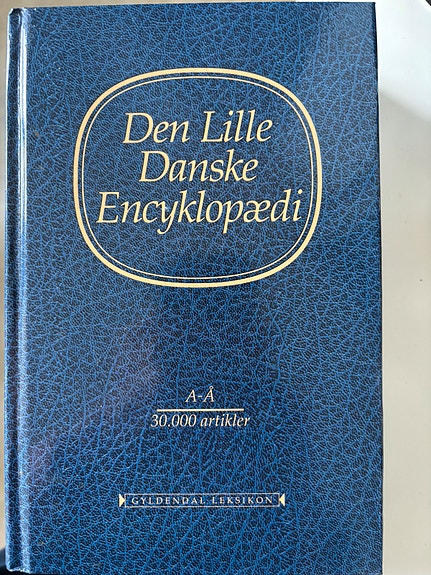 Den Lille
Danske
Encyklopædi
A-Å
30.000 artikler
GYLDENDAL LEKSIKON